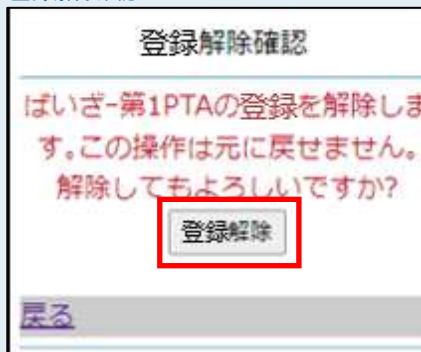 登録解除確認
ばいざｰ第1PTAの登録を解除しま
す。この操作は元に戻せません。
解除してもよろしいですか?
登録解除
戻る